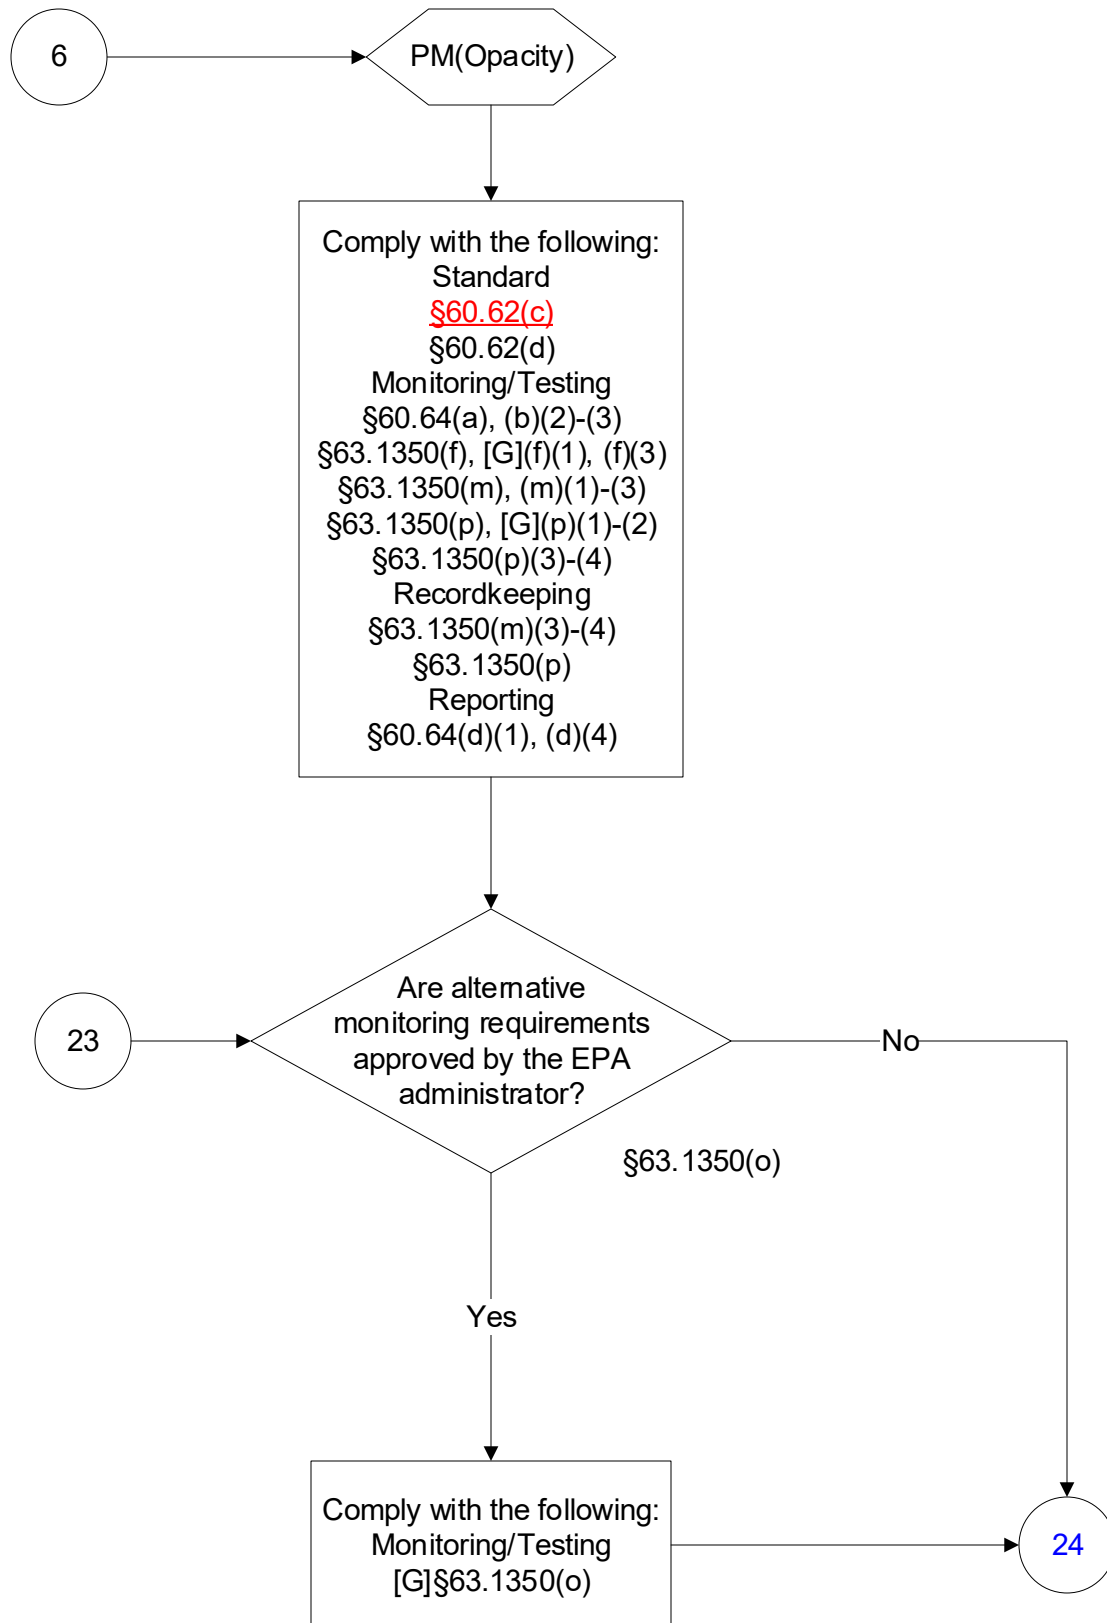 6
PM(Opacity)
Comply with the following:
Standard
§60.62(c)
§60.62(d)
Monitoring/Testing
§60.64(a), (b)(2)-(3)
§63.1350(f), [G](f)(1), (f)(3)
§63.1350(m), (m)(1)-(3)
§63.1350(p), [G](p)(1)-(2)
§63.1350(p)(3)-(4)
Recordkeeping
§63.1350(m)(3)-(4)
§63.1350(p)
Reporting
§60.64(d)(1), (d)(4)
23
Are alternative
monitoring requirements
approved by the EPA
administrator?
No
§63.1350(o)
Yes
Comply with the following:
Monitoring/Testing
[G]§63.1350(o)
24